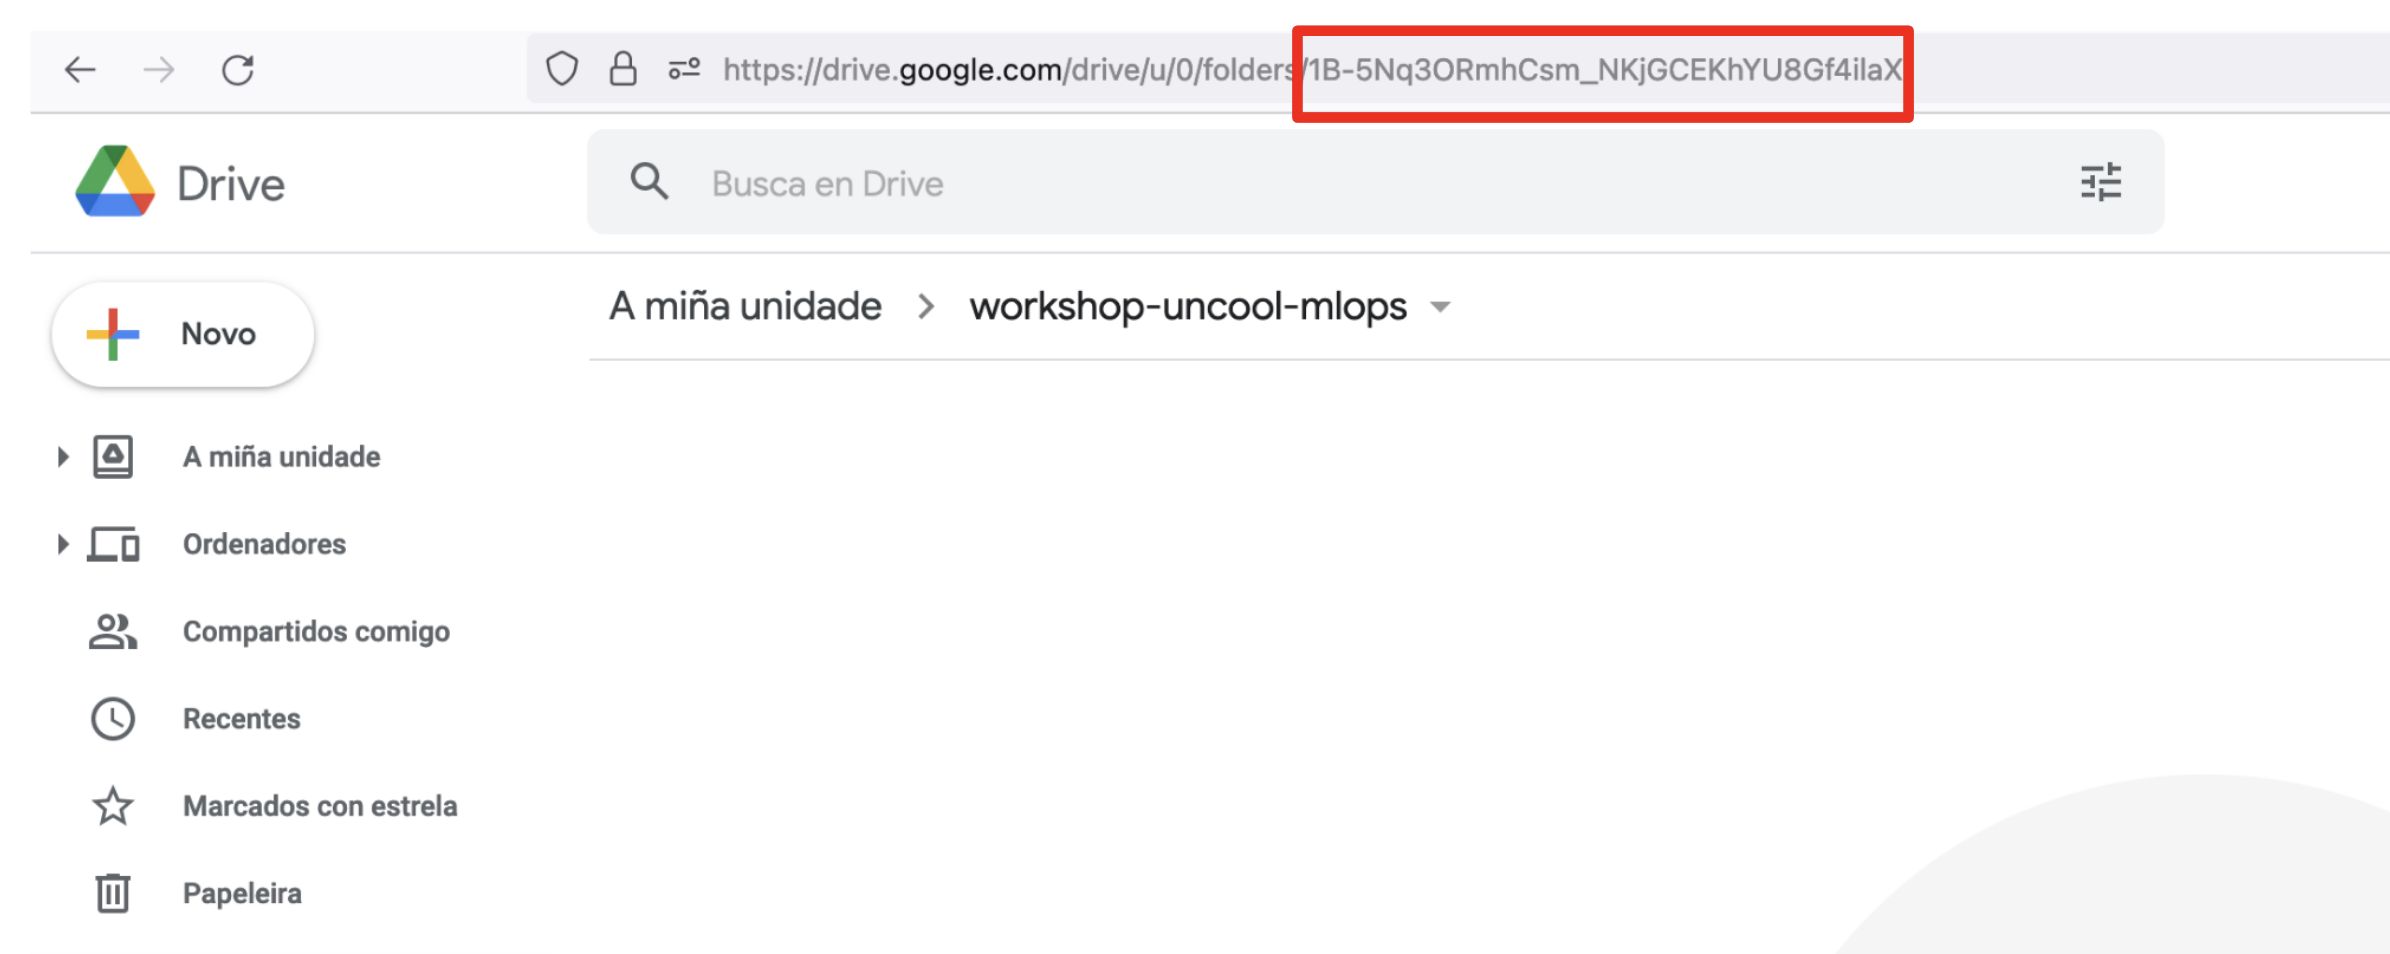 https://drive.google.com/drive/u/0/folders/1B-5Nq3ORmhCsm_NKjGCEKhYU8Gf4ilaX
Drive
Busca en Drive
A miña unidade > workshop-uncool-mlops
Novo
A miña unidade
Ordenadores
Compartidos comigo
Recentes
Marcados con estrela
Papeleira